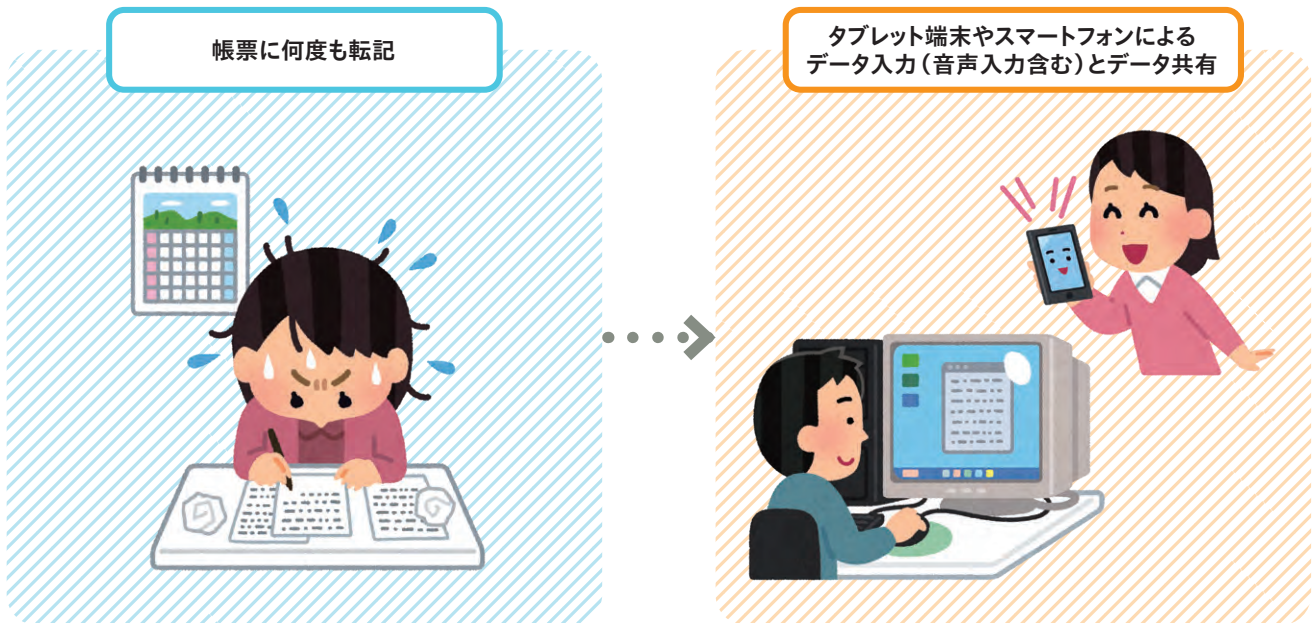 帳票に何度も転記
タブレット端末やスマートフォンによる
データ入力（音声入力含む）とデータ共有